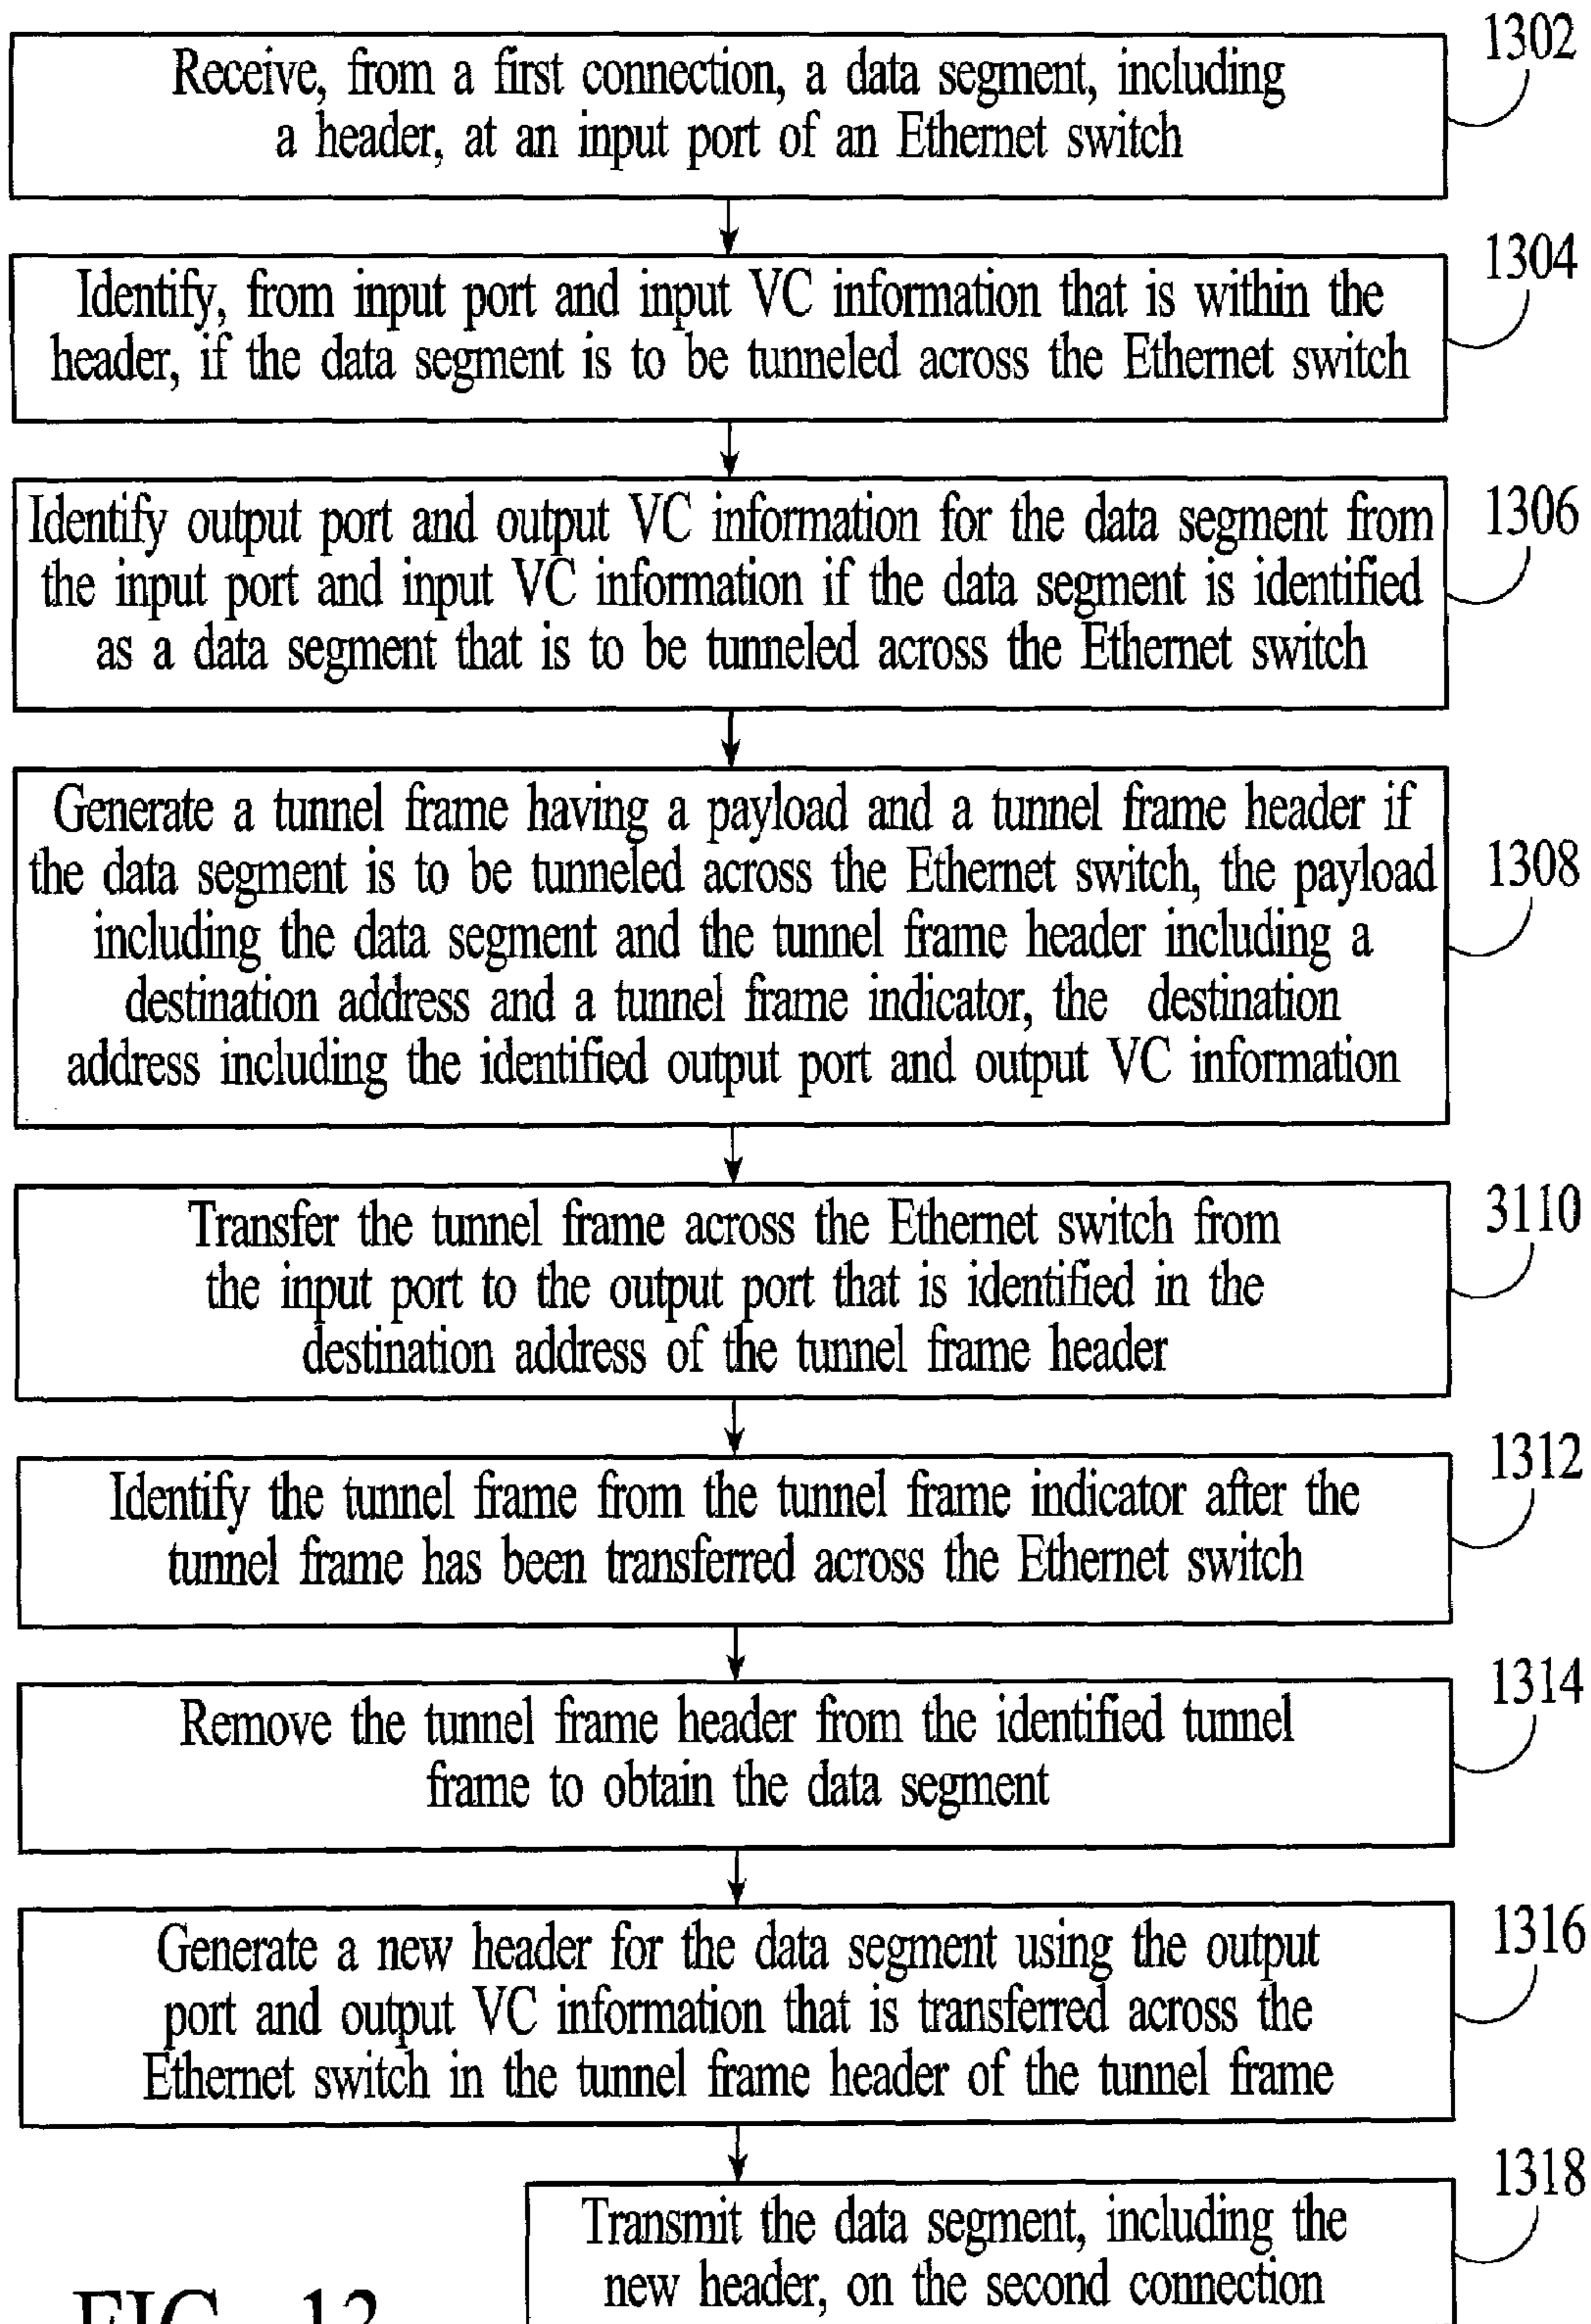 1302
Receive, from a first connection, a data segment, including
a header, at an input port of an Ethernet switch
1304
Identify, from input port and input VC information that is within the
header, if the data segment is to be tunneled across the Ethernet switch
1306
Identify output port and output VC information for the data segment from
the input port and input VC information if the data segment is identified
as a data segment that is to be tunneled across the Ethernet switch
1308
Generate a tunnel frame having a payload and a tunnel frame header if
the data segment is to be tunneled across the Ethernet switch, the payload
including the data segment and the tunnel frame header including a
destination address and a tunnel frame indicator, the destination
address including the identified output port and output VC information
3110
Transfer the tunnel frame across the Ethernet switch from
the input port to the output port that is identified in the
destination address of the tunnel frame header
1312
Identify the tunnel frame from the tunnel frame indicator after the
tunnel frame has been transferred across the Ethernet switch
1314
Remove the tunnel frame header from the identified tunnel
frame to obtain the data segment
1316
Generate a new header for the data segment using the output
port and output VC information that is transferred across the
Ethernet switch in the tunnel frame header of the tunnel frame
1318
Transmit the data segment, including the
new header, on the second connection
FIG. 13